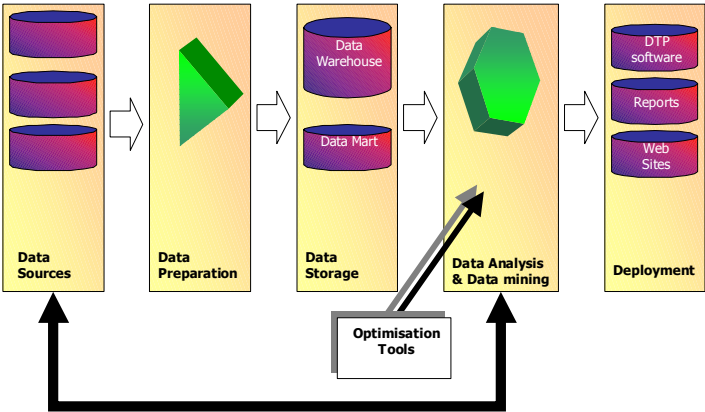 Data
Warehouse
Data Mart
DTP
software
Reports
Web
Sites
Data
Sources
Data
Preparation
Data
Storage
Data Analysis
& Data mining
Deployment
Optimisation
Tools